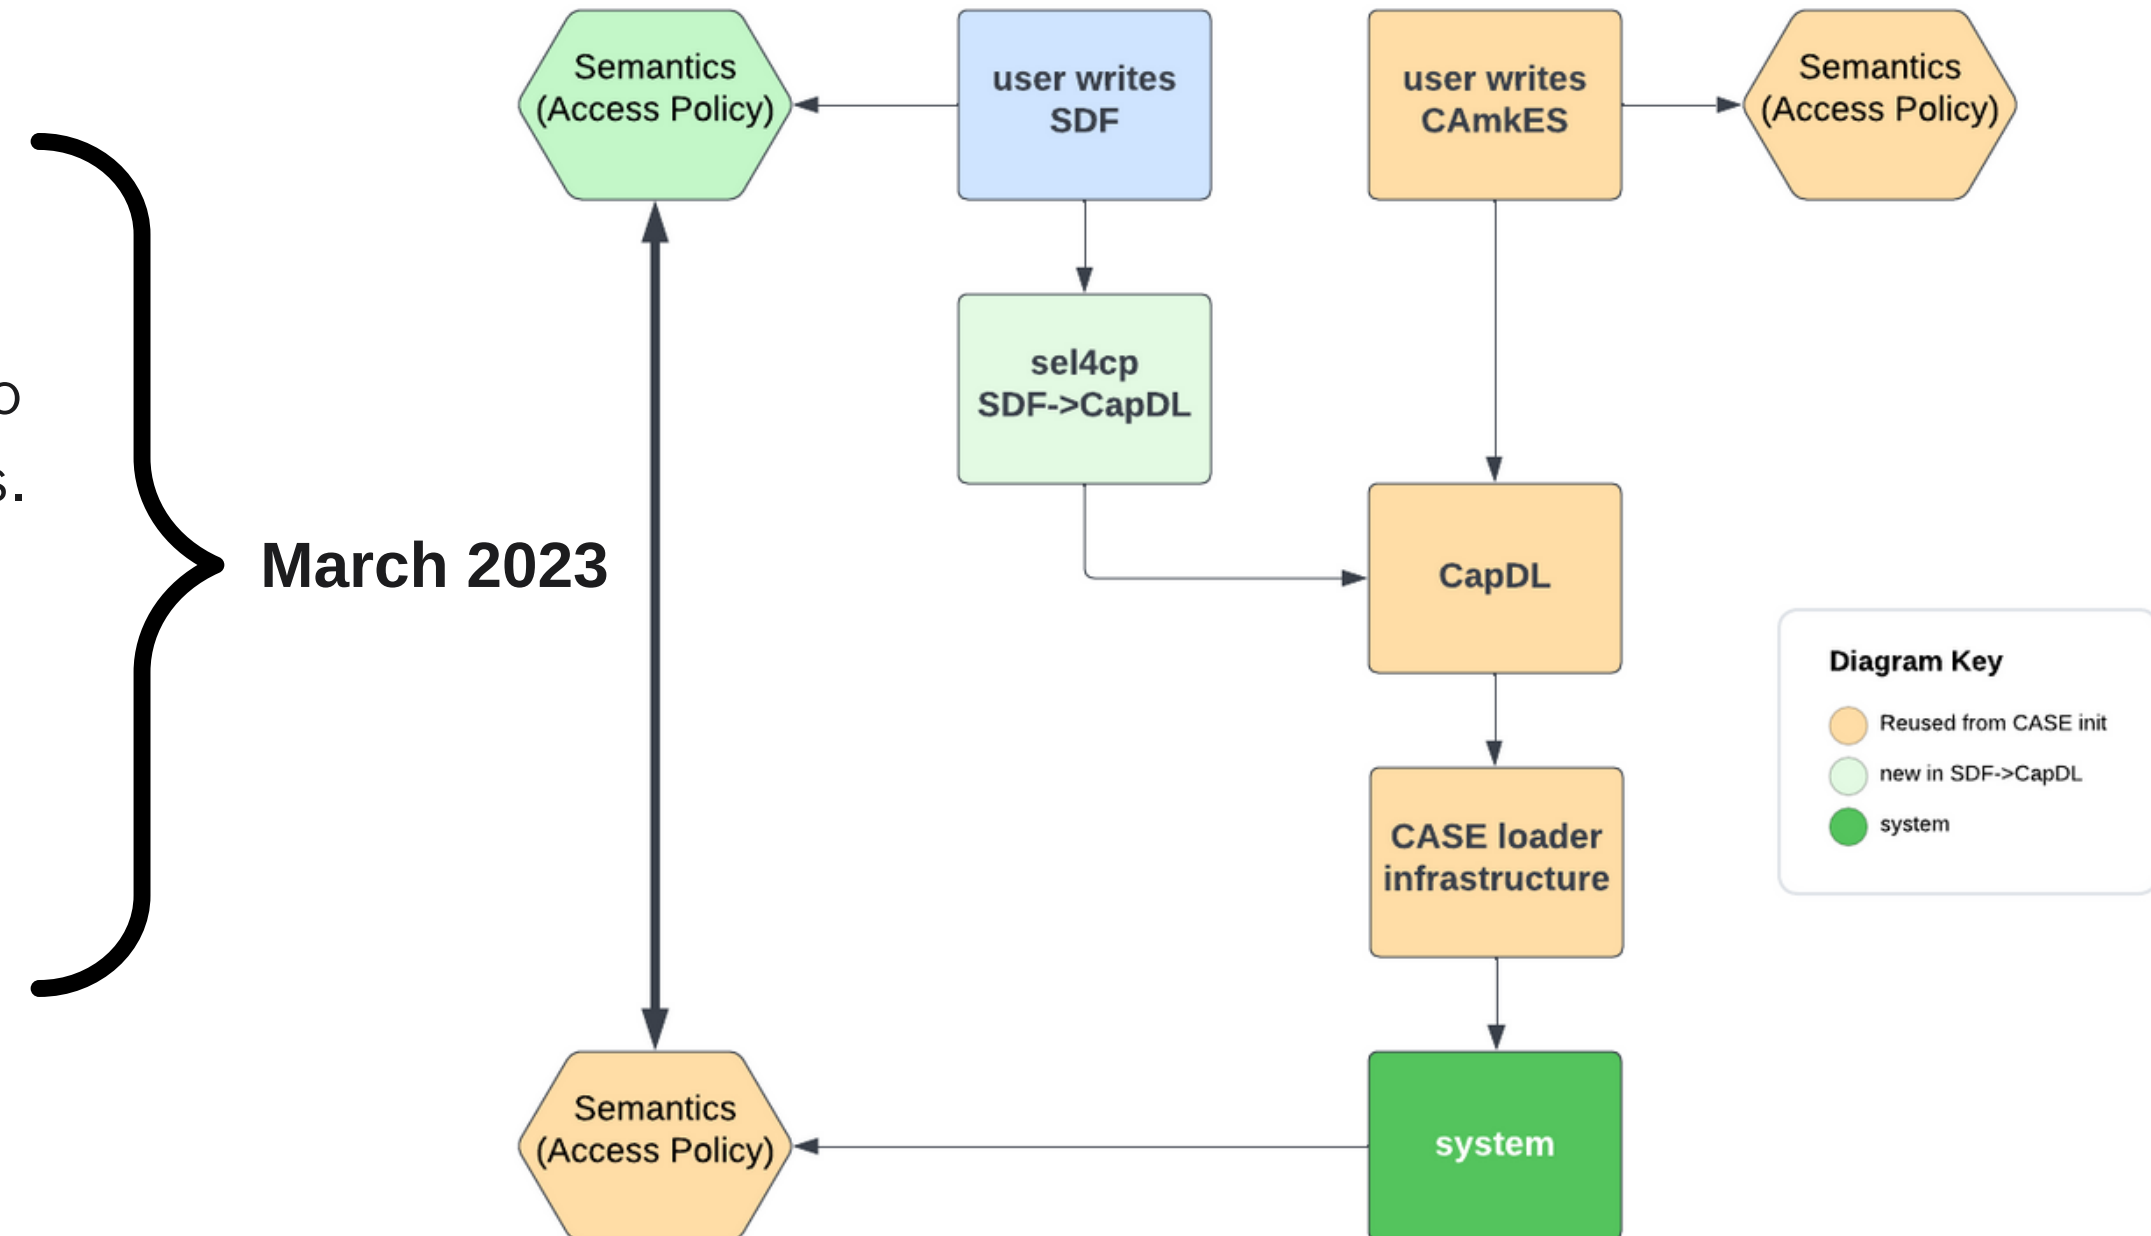 Semantics
(Access Policy)
user writes
SDF
user writes
CAmkES
Semantics
(Access Policy)
sel4cp
SDF->CapDL
s.
March 2023
CapDL
Diagram Key
Reused from CASE init
new in SDF->CapDL
system
CASE loader
infrastructure
Semantics
(Access Policy)
system